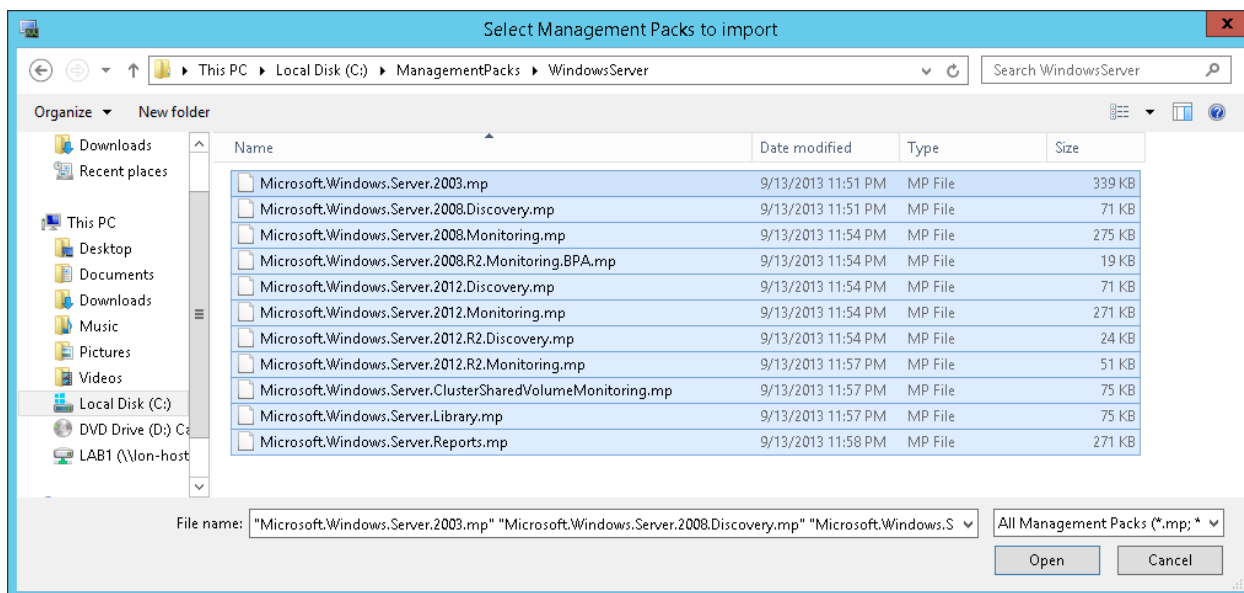 Select Management Packs to import
x
This PC ▸ Local Disk (C:) ▸ ManagementPacks ▸ WindowsServer
Search WindowsServer
Organize New folder
Downloads
Recent places
This PC
Desktop
Documents
Downloads
Music
Pictures
Videos
Local Disk (C:)
DVD Drive (D:) Ca
LAB1 (\\lon-host
Name Date modified Type Size
Microsoft.Windows.Server.2003.mp 9/13/2013 11:51 PM MP File 339 KB
Microsoft.Windows.Server.2008.Discovery.mp 9/13/2013 11:51 PM MP File 71 KB
Microsoft.Windows.Server.2008.Monitoring.mp 9/13/2013 11:54 PM MP File 275 KB
Microsoft.Windows.Server.2008.R2.Monitoring.BPA.mp 9/13/2013 11:54 PM MP File 19 KB
Microsoft.Windows.Server.2012.Discovery.mp 9/13/2013 11:54 PM MP File 71 KB
Microsoft.Windows.Server.2012.Monitoring.mp 9/13/2013 11:54 PM MP File 271 KB
Microsoft.Windows.Server.2012.R2.Discovery.mp 9/13/2013 11:54 PM MP File 24 KB
Microsoft.Windows.Server.2012.R2.Monitoring.mp 9/13/2013 11:57 PM MP File 51 KB
Microsoft.Windows.Server.ClusterSharedVolumeMonitoring.mp 9/13/2013 11:57 PM MP File 75 KB
Microsoft.Windows.Server.Library.mp 9/13/2013 11:57 PM MP File 75 KB
Microsoft.Windows.Server.Reports.mp 9/13/2013 11:58 PM MP File 271 KB
File name: "Microsoft.Windows.Server.2003.mp" "Microsoft.Windows.Server.2008.Discovery.mp" "Microsoft.Windows.S
All Management Packs (*.mp; *
Open Cancel